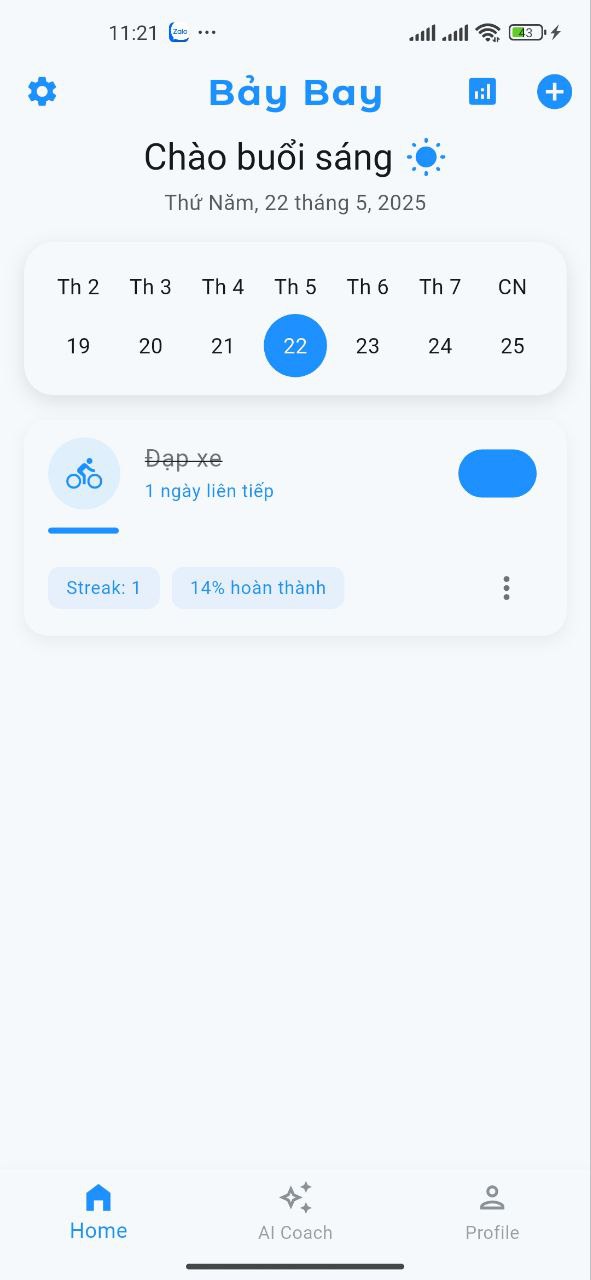 11:21 Zalo ...
43
Bảy Bay
Chào buổi sáng
Thứ Năm, 22 tháng 5, 2025
Th 2 Th 3 Th 4 Th 5 Th 6 Th 7 CN
19 20 21 22 23 24 25
Đạp xe
1 ngày liên tiếp
Streak: 1 14% hoàn thành
Home AI Coach Profile